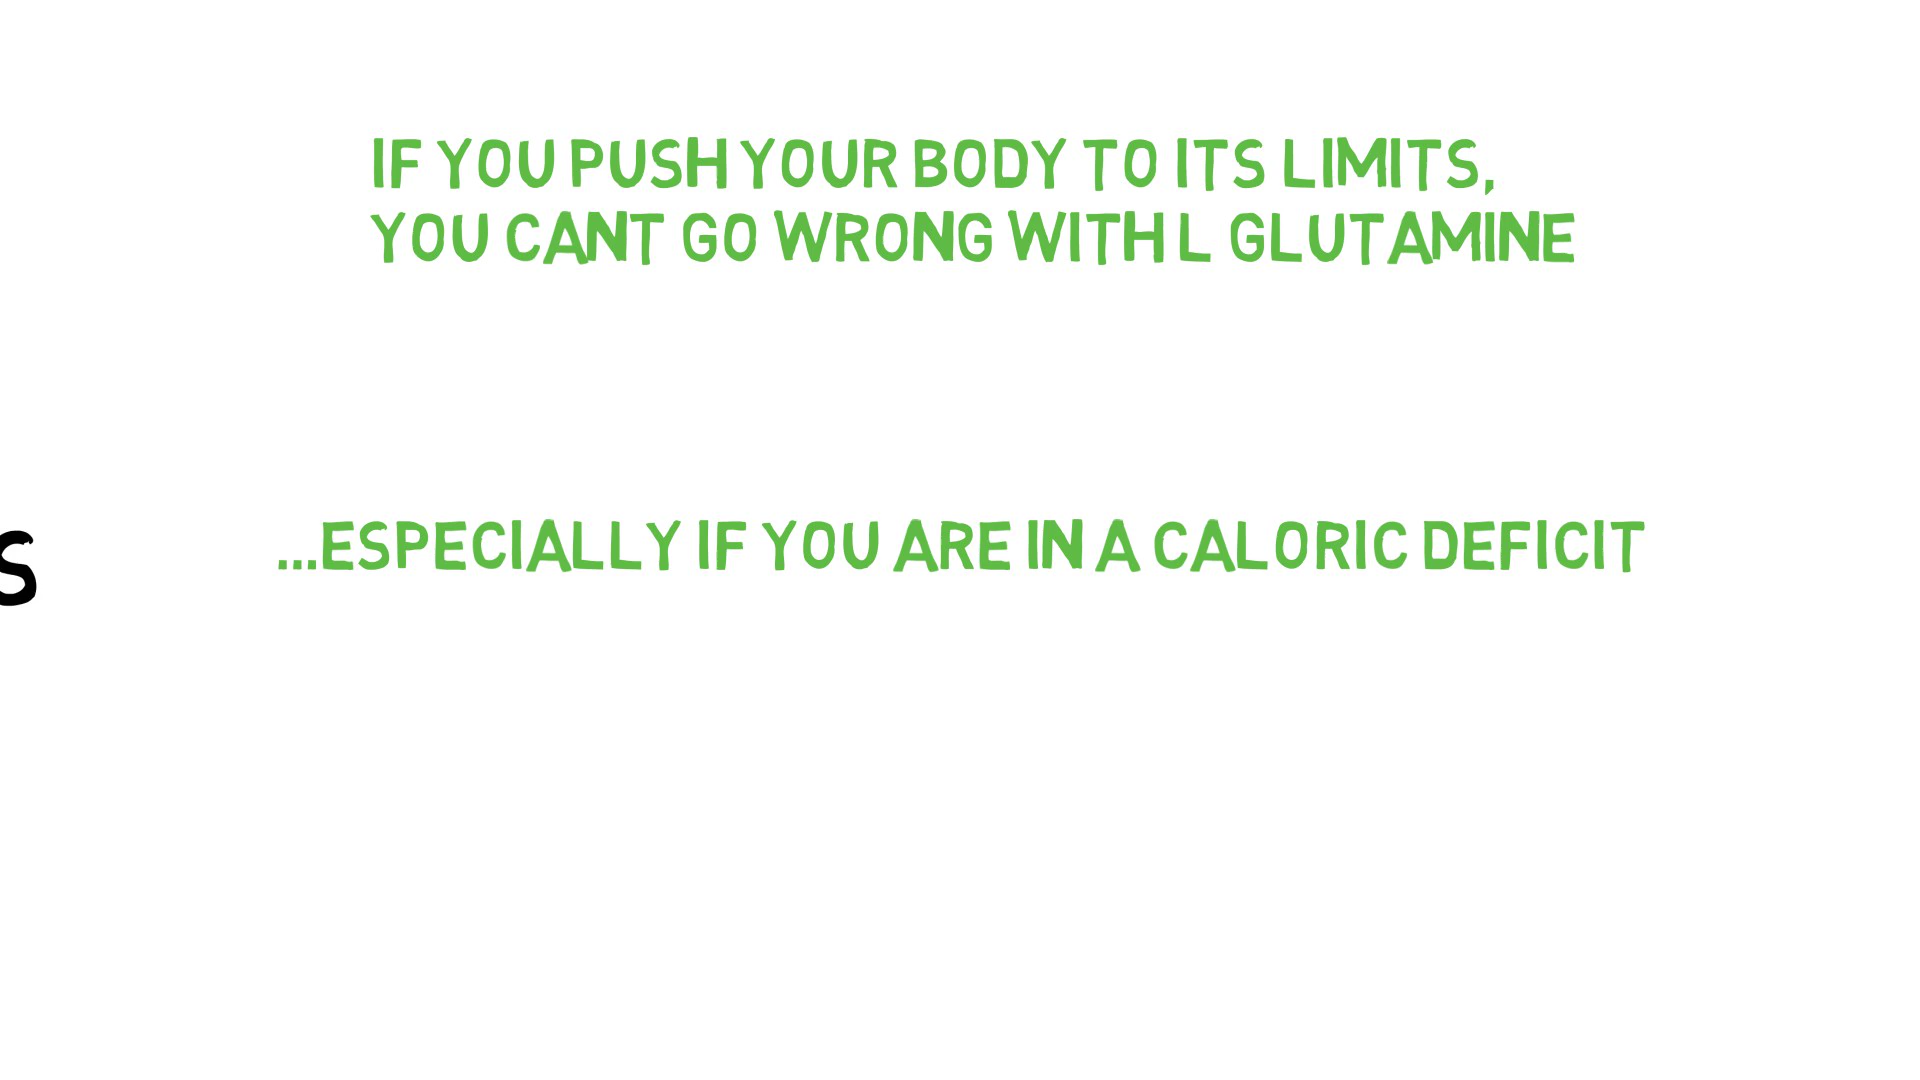 IF YOU PUSH YOUR BODY TO ITS LIMITS,
YOU CANT GO WRONG WITH L GLUTAMINE
S
...ESPECIALLY IF YOU ARE IN A CALORIC DEFICIT